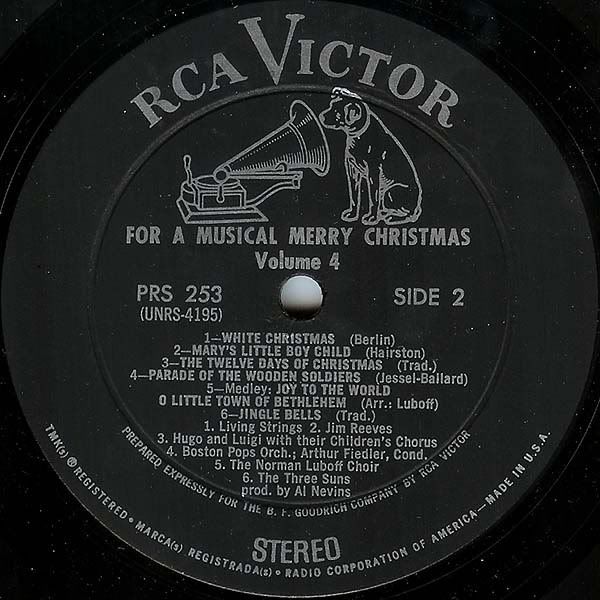 RCA VICTOR
FOR A MUSICAL MERRY CHRISTMAS
Volume 4
PRS 253
(UNRS-4195)
SIDE 2
1—WHITE CHRISTMAS (Berlin)
2—MARY'S LITTLE BOY CHILD (Hairston)
3—THE TWELVE DAYS OF CHRISTMAS (Trad.)
4—PARADE OF THE WOODEN SOLDIERS (Jessel-Ballard)
5—Medley: JOY TO THE WORLD
O LITTLE TOWN OF BETHLEHEM (Arr.: Luboff)
6—JINGLE BELLS (Trad.)
1. Living Strings 2. Jim Reeves
3. Hugo and Luigi with their Children's Chorus
4. Boston Pops Orch.; Arthur Fiedler, Cond.
5. The Norman Luboff Choir
6. The Three Suns
prod. by Al Nevins
PREPARED EXPRESSLY FOR THE B. F. GOODRICH COMPANY BY RCA VICTOR
STEREO
TMK(s) ® REGISTERED • MARCA(s) REGISTRADA(s) • RADIO CORPORATION OF AMERICA—MADE IN U.S.A.